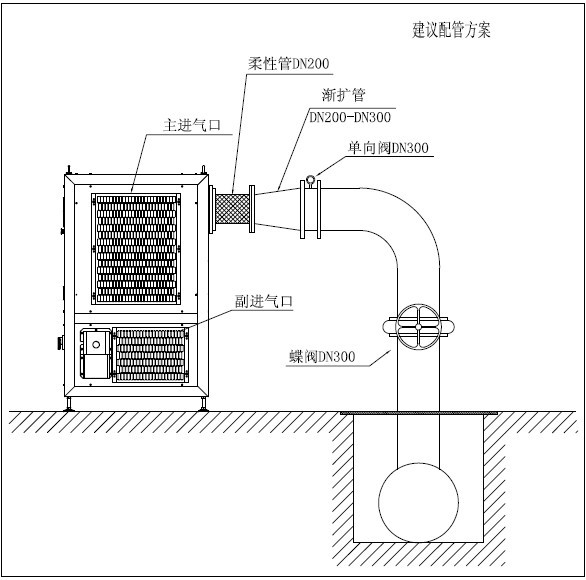 建议配管方案
柔性管DN200
渐扩管
DN200-DN300
主进气口
单向阀DN300
副进气口
蝶阀DN300